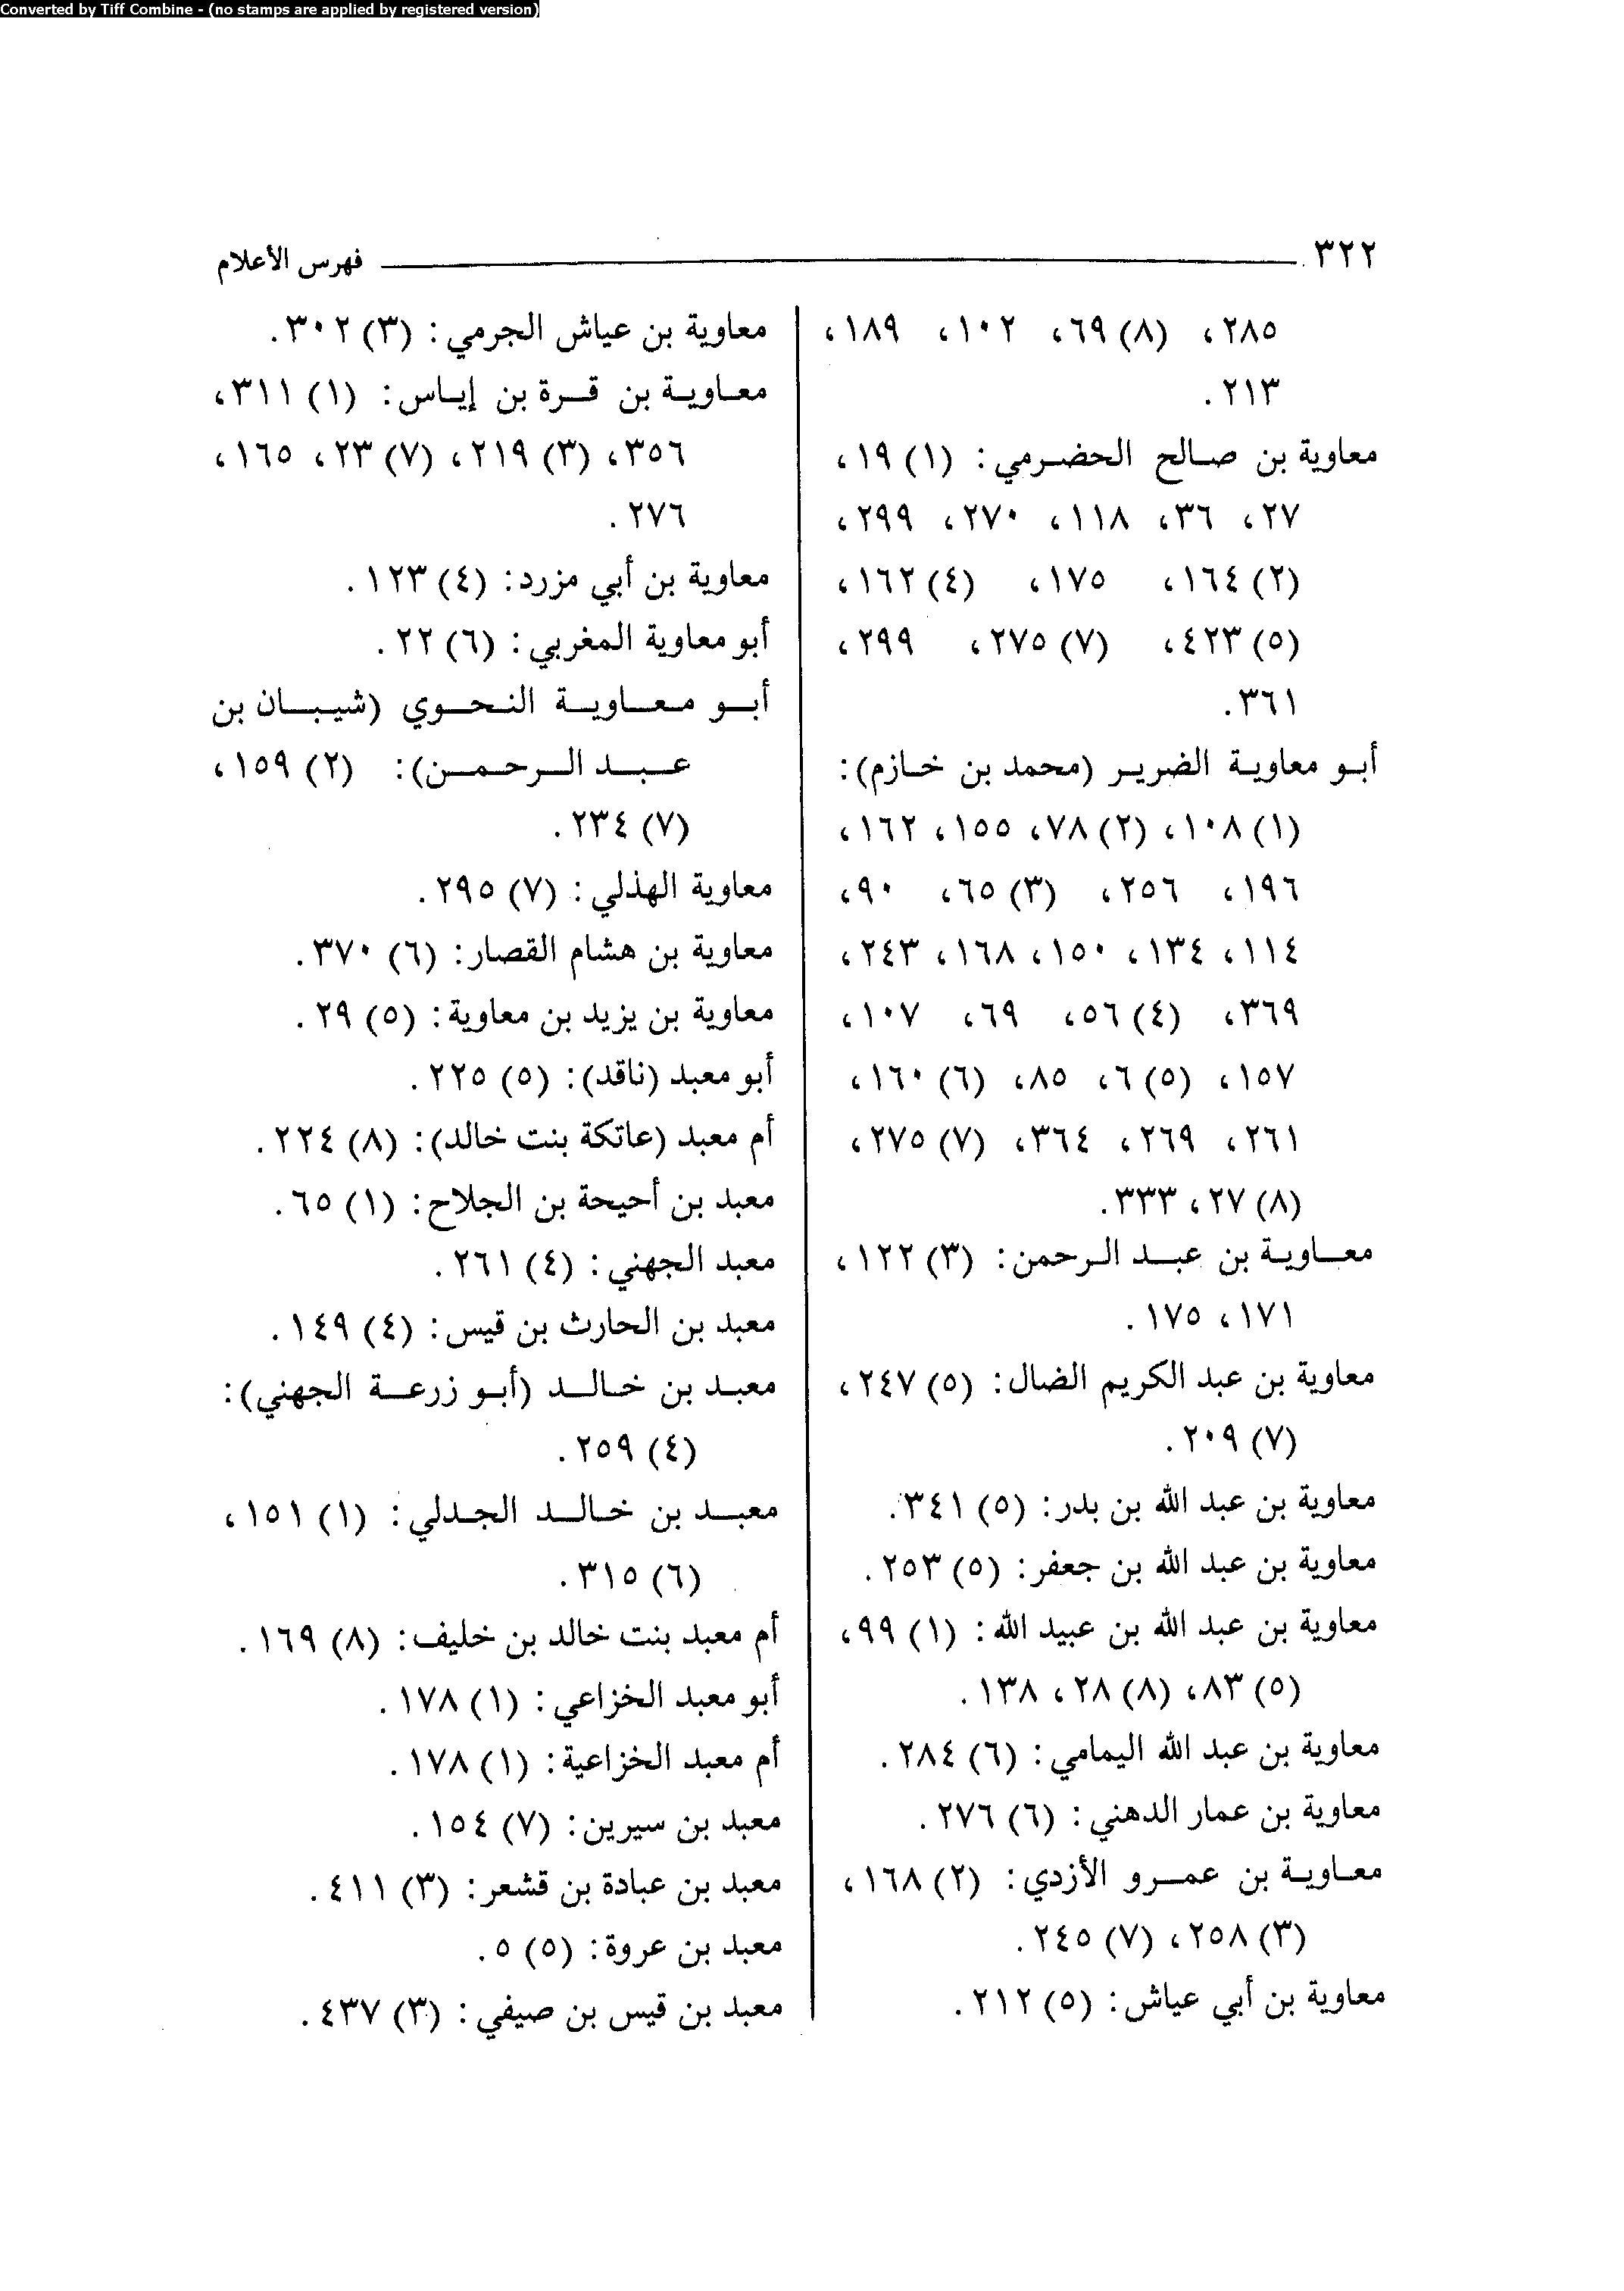 Converted by Tiff Combine - (no stamps are applied by registered version)
٣٢٢ فهرس الأعلام
٢٨٥، (٨) ٦٩، ١٠٢، ١٨٩،
٢١٣.
معاوية بن صالح الحضرمي: (١) ١٩،
٢٧، ٣٦، ١١٨، ٢٧٠، ٢٩٩،
(٢) ١٦٤، ١٧٥، (٤) ١٦٢،
(٥) ٤٢٣، (٧) ٢٧٥، ٢٩٩،
٣٦١.
أبو معاوية الضرير (محمد بن خازم):
(١) ١٠٨، (٢) ٧٨، ١٥٥، ١٦٢،
١٩٦، ٢٥٦، (٣) ٦٥، ٩٠،
١١٤، ١٣٤، ١٥٠، ١٦٨، ٢٤٣،
٣٦٩، (٤) ٥٦، ٦٩، ١٠٧،
١٥٧، (٥) ٦، ٨٥، (٦) ١٦٠،
٢٦١، ٢٦٩، ٣٦٤، (٧) ٢٧٥،
(٨) ٢٧، ٣٣٣.
معاوية بن عبد الرحمن: (٣) ١٢٢،
١٧١، ١٧٥.
معاوية بن عبد الكريم الضال: (٥) ٢٤٧،
(٧) ٢٠٩.
معاوية بن عبد الله بن بدر: (٥) ٣٤١.
معاوية بن عبد الله بن جعفر: (٥) ٢٥٣.
معاوية بن عبد الله بن عبيد الله: (١) ٩٩،
(٥) ٨٣، (٨) ٢٨، ١٣٨.
معاوية بن عبد الله اليمامي: (٦) ٢٨٤.
معاوية بن عمار الدهني: (٦) ٢٧٦.
معاوية بن عمرو الأزدي: (٢) ١٦٨،
(٣) ٢٥٨، (٧) ٢٤٥.
معاوية بن أبي عياش: (٥) ٢١٢.
معاوية بن عياش الجرمي: (٣) ٣٠٢.
معاوية بن قرة بن إياس: (١) ٣١١،
٣٥٦، (٣) ٢١٩، (٧) ٢٣، ١٦٥،
٢٧٦.
معاوية بن أبي مزرد: (٤) ١٢٣.
أبو معاوية المغربي: (٦) ٢٢.
أبو معاوية النحوي (شيبان بن
عبد الرحمن): (٢) ١٥٩،
(٧) ٢٣٤.
معاوية الهذلي: (٧) ٢٩٥.
معاوية بن هشام القصار: (٦) ٣٧٠.
معاوية بن يزيد بن معاوية: (٥) ٢٩.
أبو معبد (ناقد): (٥) ٢٢٥.
أم معبد (عاتكة بنت خالد): (٨) ٢٢٤.
معبد بن أحيحة بن الجلاح: (١) ٦٥.
معبد الجهني: (٤) ٢٦١.
معبد بن الحارث بن قيس: (٤) ١٤٩.
معبد بن خالد (أبو زرعة الجهني):
(٤) ٢٥٩.
معبد بن خالد الجدلي: (١) ١٥١،
(٦) ٣١٥.
أم معبد بنت خالد بن خليف: (٨) ١٦٩.
أبو معبد الخزاعي: (١) ١٧٨.
أم معبد الخزاعية: (١) ١٧٨.
معبد بن سيرين: (٧) ١٥٤.
معبد بن عبادة بن قشعر: (٣) ٤١١.
معبد بن عروة: (٥) ٥.
معبد بن قيس بن صيفي: (٣) ٤٣٧.